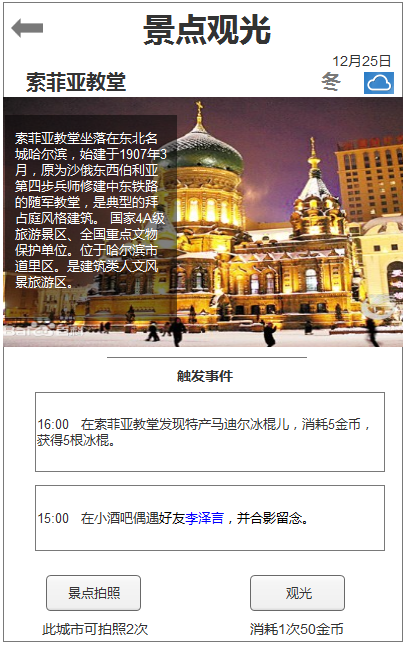 景点观光
12月25日
索菲亚教堂
冬
索菲亚教堂坐落在东北名
城哈尔滨，始建于1907年3
月，原为沙俄东西伯利亚
第四步兵师修建中东铁路
的随军教堂，是典型的拜
占庭风格建筑。 国家4A级
旅游景区、全国重点文物
保护单位。位于哈尔滨市
道里区。是建筑类人文风
景旅游区。
触发事件
16:00 在索菲亚教堂发现特产马迪尔冰棍儿，消耗5金币，
获得5根冰棍。
15:00 在小酒吧偶遇好友李泽言，并合影留念。
景点拍照
观光
此城市可拍照2次
消耗1次50金币